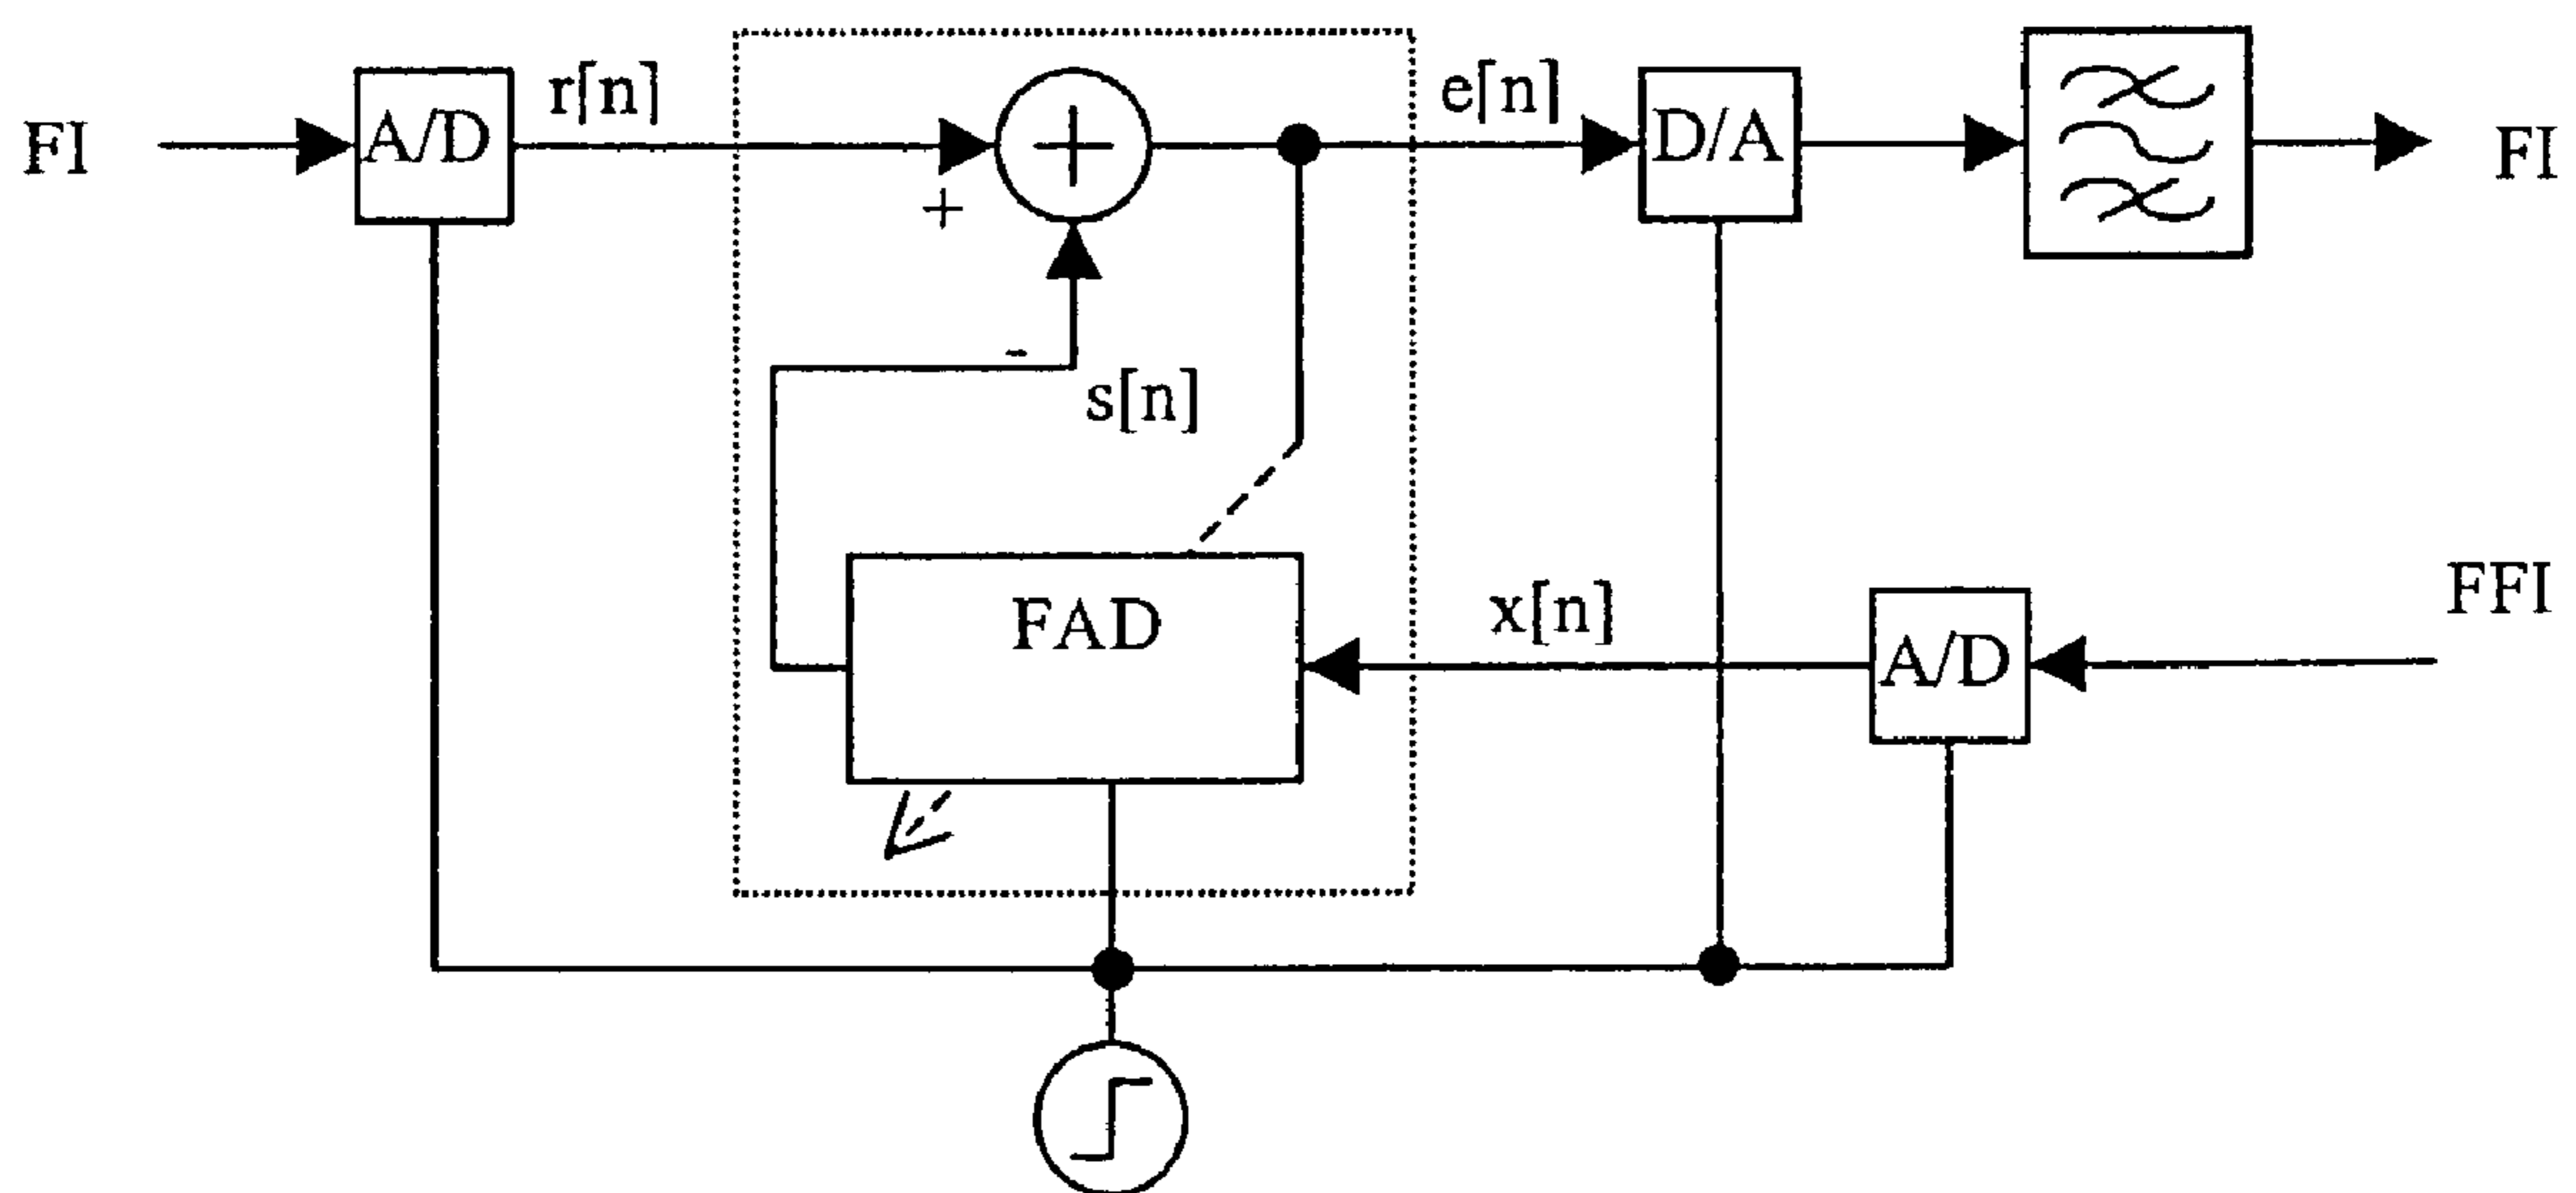 FI
A/D
r[n]
+
+
e[n]
D/A
FI
-
s[n]
FAD
x[n]
A/D
FFI